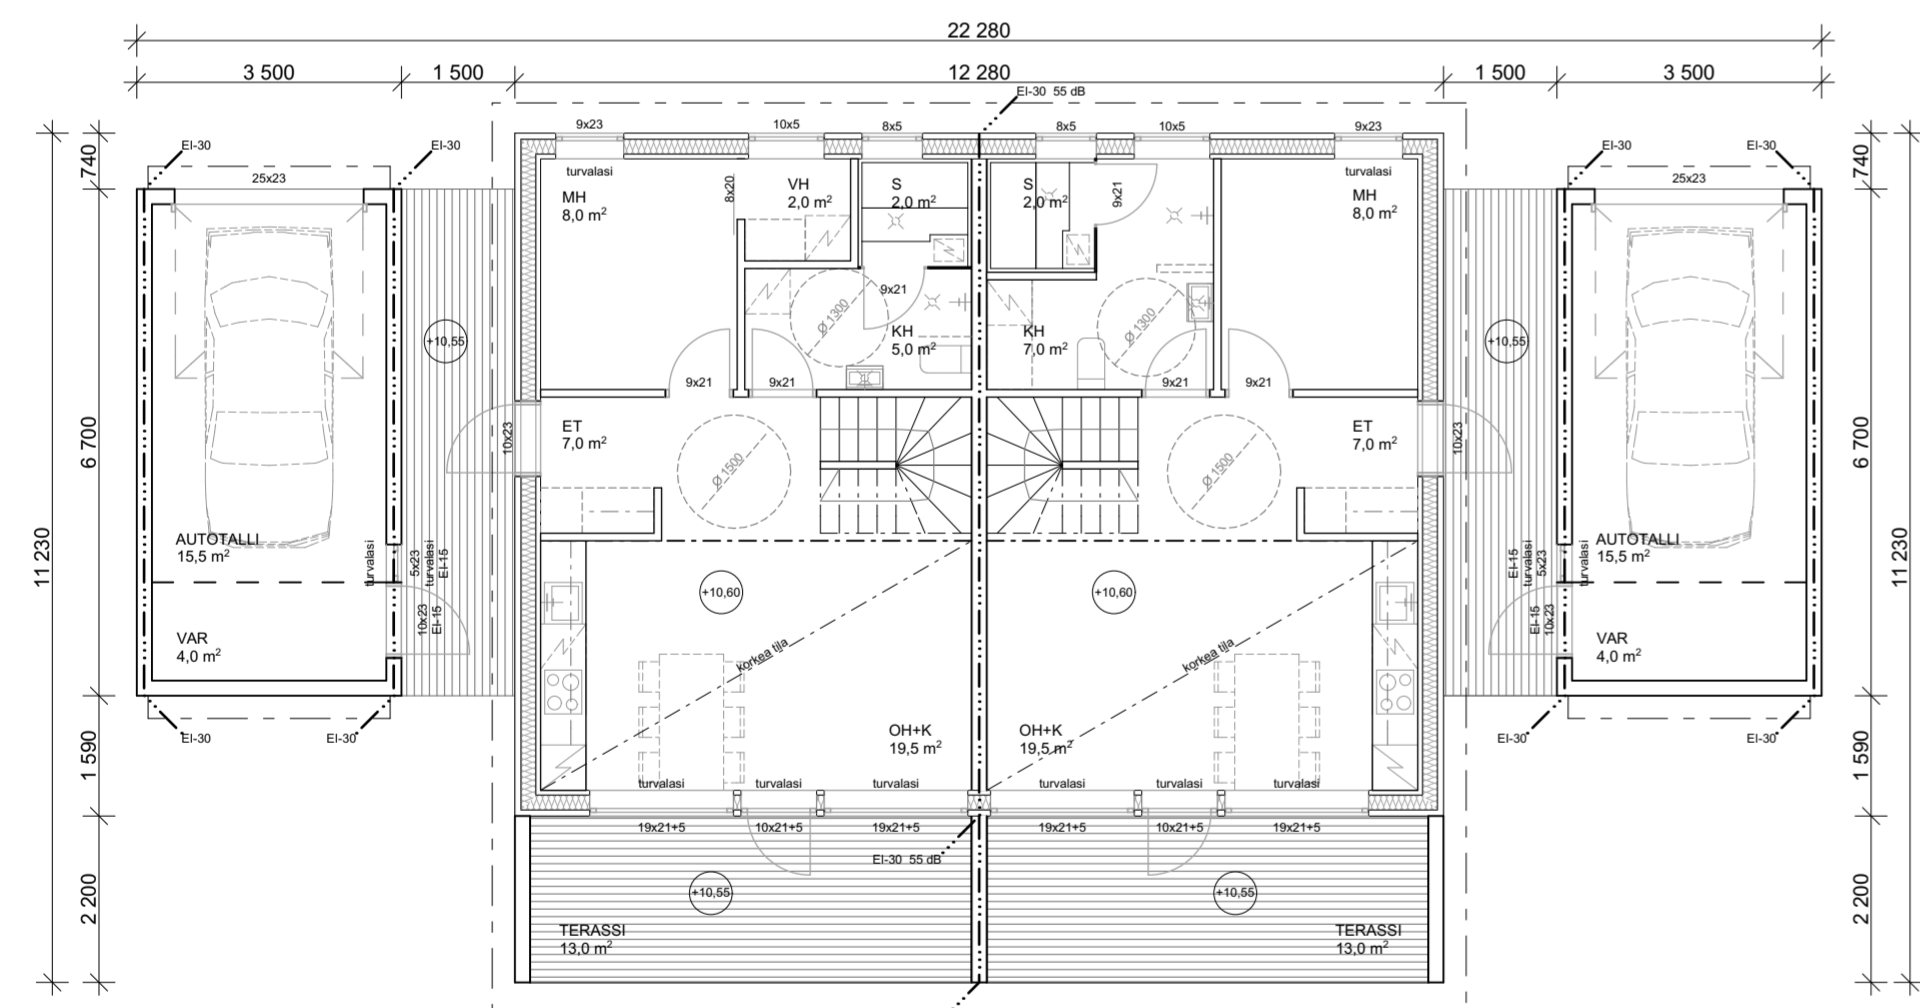 22 280
3 500
1 500
12 280
1 500
3 500
EI-30 55 dB
9x23
10x5
8x5
8x5
10x5
9x23
740
EI-30
EI-30
EI-30
EI-30
740
25x23
25x23
turvalasi
MH
8,0 m²
8x20
VH
2,0 m²
S
2,0 m²
S
2,0 m²
9x21
turvalasi
MH
8,0 m²
9x21
Ø 1300
KH
5,0 m²
KH
7,0 m²
Ø 1300
+10,55
+10,55
9x21
9x21
9x21
9x21
6 700
10x23
ET
7,0 m²
Ø 1500
Ø 1500
ET
7,0 m²
10x23
6 700
11 230
AUTOTALLI
15,5 m²
turvalasi
5x23
turvalasi
EI-15
EI-15
turvalasi
5x23
turvalasi
AUTOTALLI
15,5 m²
11 230
+10,60
+10,60
10x23
EI-15
EI-15
10x23
VAR
4,0 m²
korkea tila
korkea tila
VAR
4,0 m²
EI-30
EI-30
EI-30
EI-30
1 590
OH+K
19,5 m²
OH+K
19,5 m²
1 590
turvalasi
turvalasi
turvalasi
turvalasi
turvalasi
turvalasi
19x21+5
10x21+5
19x21+5
19x21+5
10x21+5
19x21+5
EI-30 55 dB
2 200
+10,55
+10,55
2 200
TERASSI
13,0 m²
TERASSI
13,0 m²